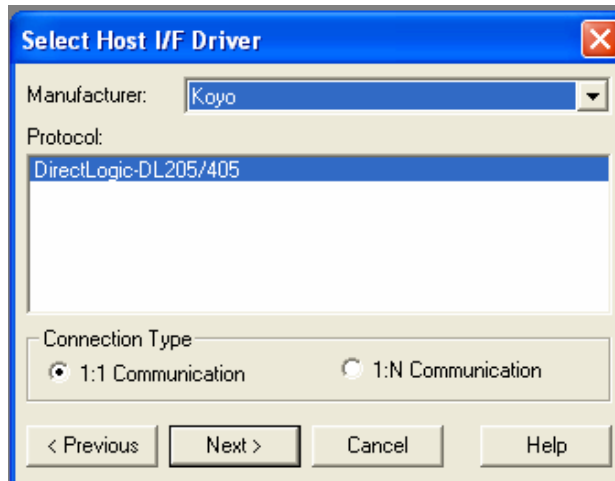 Select Host I/F Driver
Manufacturer: Koyo
Protocol:
DirectLogic-DL205/405
Connection Type
1:1 Communication 1:N Communication
< Previous Next > Cancel Help